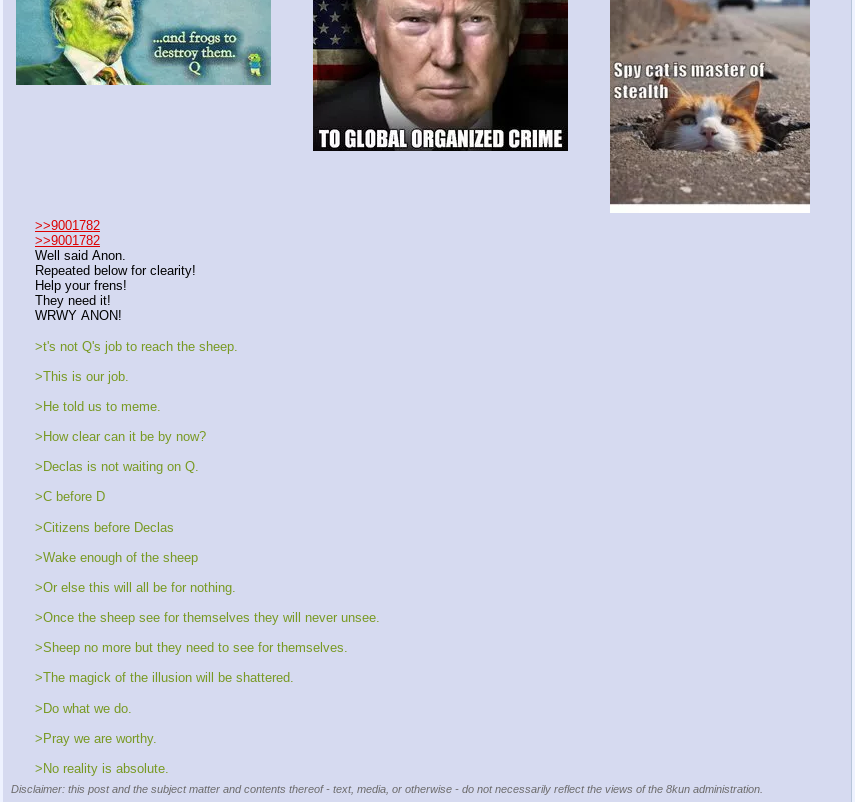 ...and frogs to
destroy them.
Q
TO GLOBAL ORGANIZED CRIME
Spy cat is master of
stealth
>>9001782
>>9001782
Well said Anon.
Repeated below for clearity!
Help your frens!
They need it!
WRWY ANON!
>t's not Q's job to reach the sheep.
>This is our job.
>He told us to meme.
>How clear can it be by now?
>Declas is not waiting on Q.
>C before D
>Citizens before Declas
>Wake enough of the sheep
>Or else this will all be for nothing.
>Once the sheep see for themselves they will never unsee.
>Sheep no more but they need to see for themselves.
>The magick of the illusion will be shattered.
>Do what we do.
>Pray we are worthy.
>No reality is absolute.
Disclaimer: this post and the subject matter and contents thereof - text, media, or otherwise - do not necessarily reflect the views of the 8kun administration.